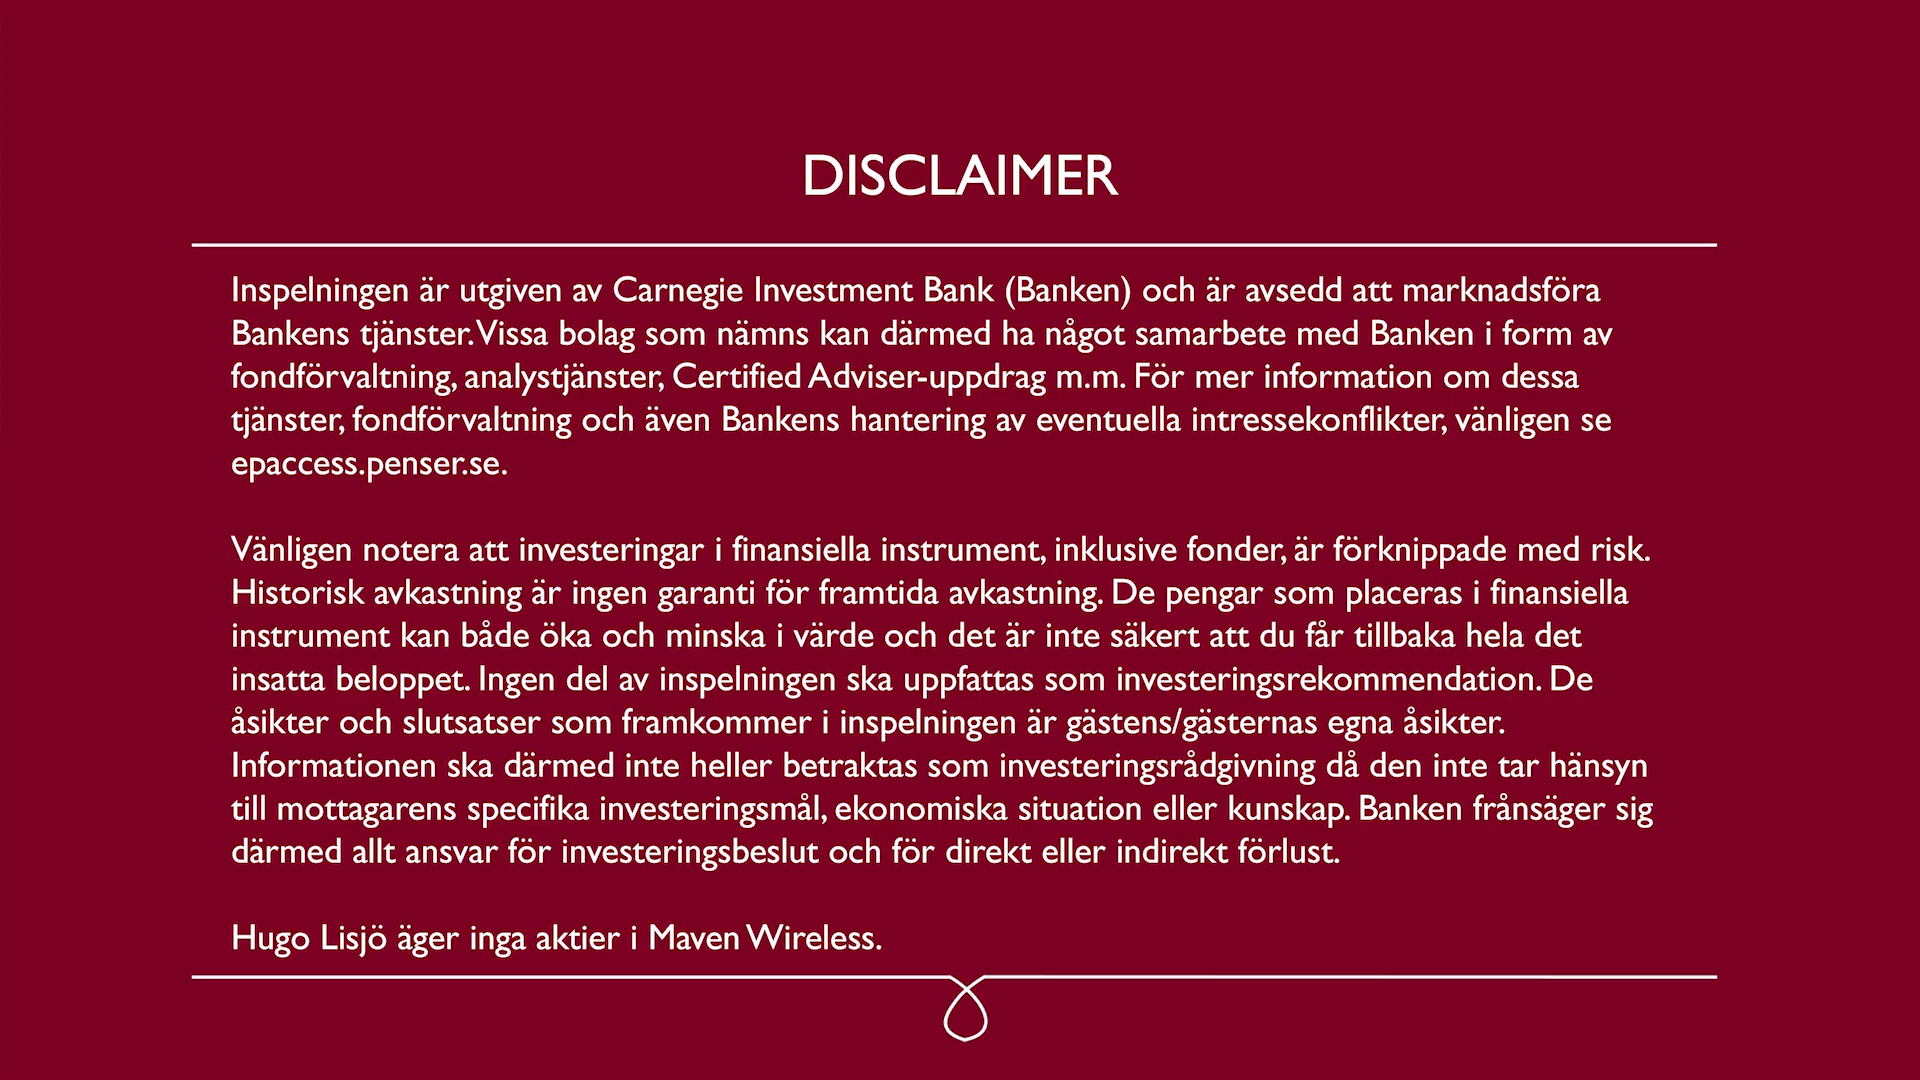 DISCLAIMER
Inspelningen är utgiven av Carnegie Investment Bank (Banken) och är avsedd att marknadsföra
Bankens tjänster. Vissa bolag som nämns kan därmed ha något samarbete med Banken i form av
fondförvaltning, analystjänster, Certified Adviser-uppdrag m.m. För mer information om dessa
tjänster, fondförvaltning och även Bankens hantering av eventuella intressekonflikter, vänligen se
epaccess.penser.se.
Vänligen notera att investeringar i finansiella instrument, inklusive fonder, är förknippade med risk.
Historisk avkastning är ingen garanti för framtida avkastning. De pengar som placeras i finansiella
instrument kan både öka och minska i värde och det är inte säkert att du får tillbaka hela det
insatta beloppet. Ingen del av inspelningen ska uppfattas som investeringsrekommendation. De
åsikter och slutsatser som framkommer i inspelningen är gästens/gästernas egna åsikter.
Informationen ska därmed inte heller betraktas som investeringsrådgivning då den inte tar hänsyn
till mottagarens specifika investeringsmål, ekonomiska situation eller kunskap. Banken frånsäger sig
därmed allt ansvar för investeringsbeslut och för direkt eller indirekt förlust.
Hugo Lisjö äger inga aktier i Maven Wireless.